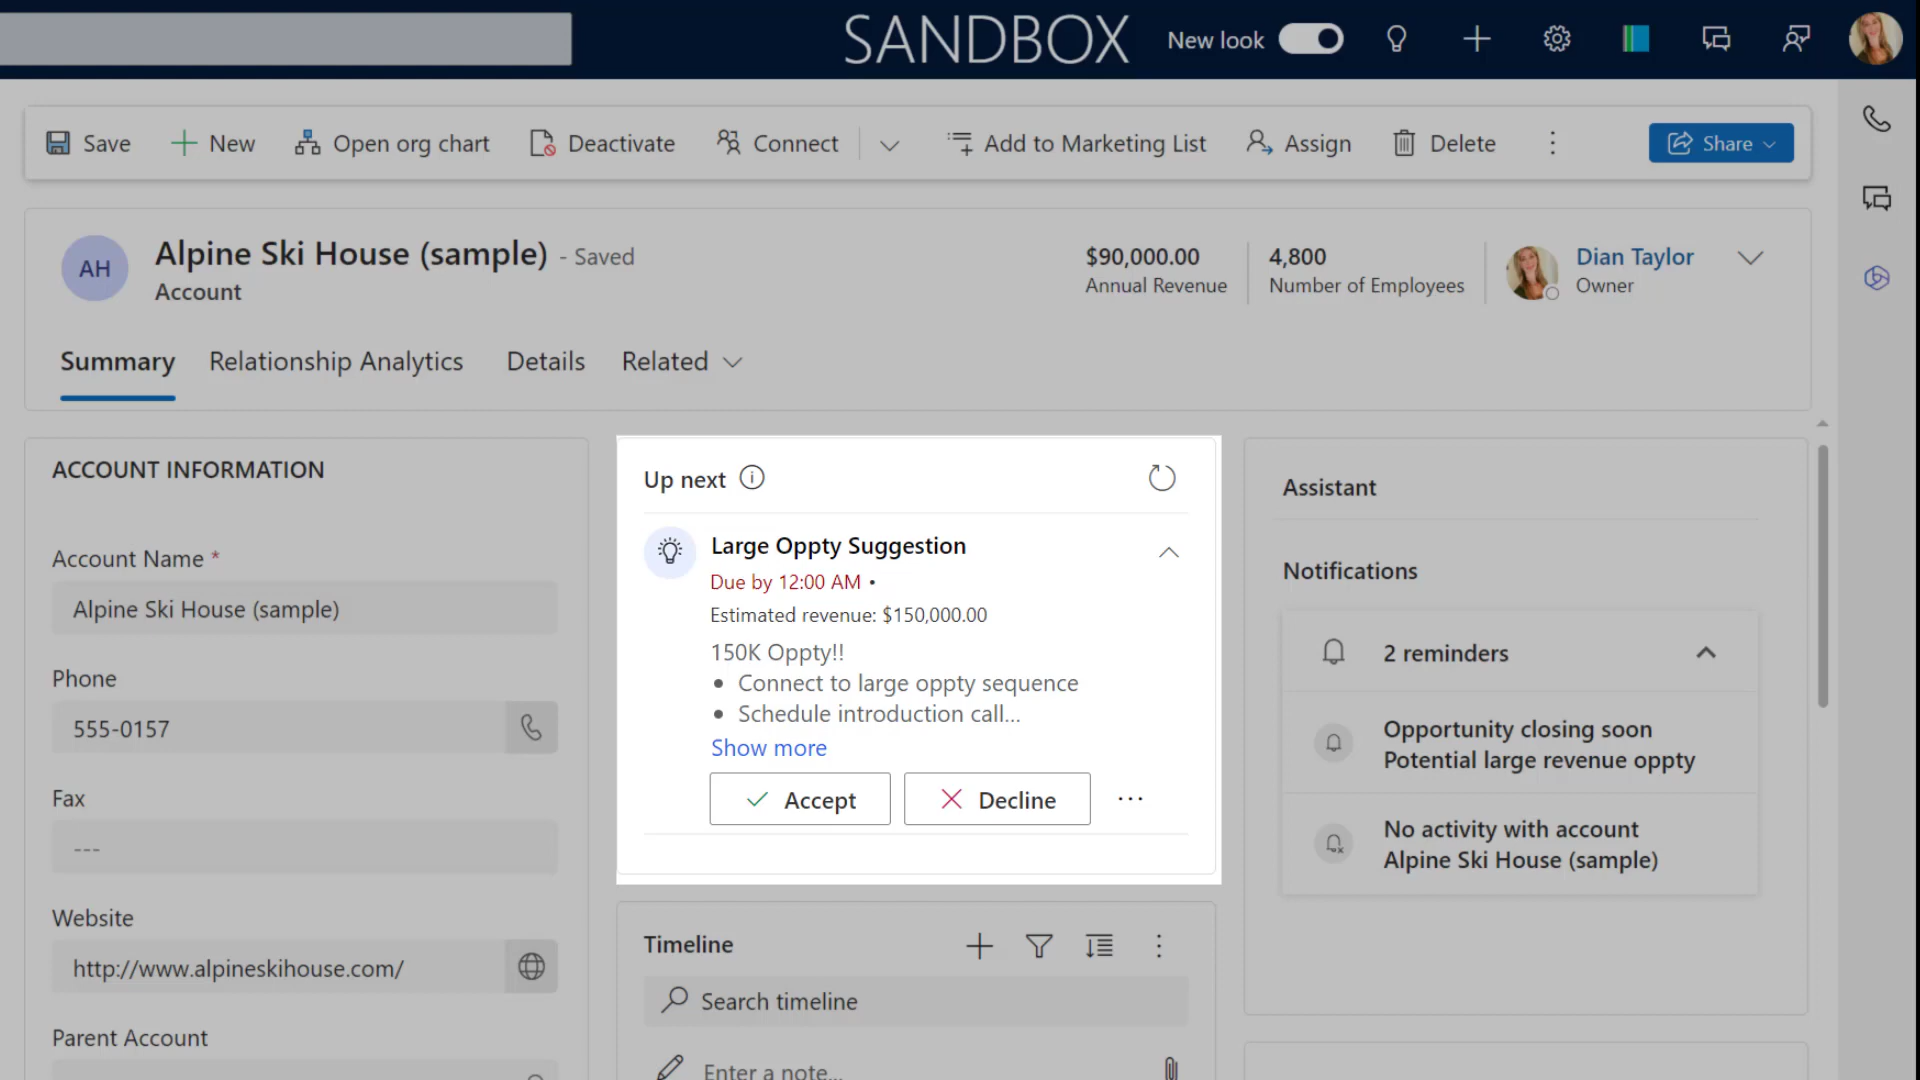 SANDBOX
New look
Save
New
Open org chart
Deactivate
Connect
Add to Marketing List
Assign
Delete
Share
AH
Alpine Ski House (sample) - Saved
Account
$90,000.00
Annual Revenue
4,800
Number of Employees
Dian Taylor
Owner
Summary
Relationship Analytics
Details
Related
ACCOUNT INFORMATION
Account Name *
Alpine Ski House (sample)
Phone
555-0157
Fax
---
Website
http://www.alpineskihouse.com/
Parent Account
Up next
Large Oppty Suggestion
Due by 12:00 AM •
Estimated revenue: $150,000.00
150K Oppty!!
• Connect to large oppty sequence
• Schedule introduction call...
Show more
Accept
Decline
Timeline
Search timeline
Enter a note...
Assistant
Notifications
2 reminders
Opportunity closing soon
Potential large revenue oppty
No activity with account
Alpine Ski House (sample)